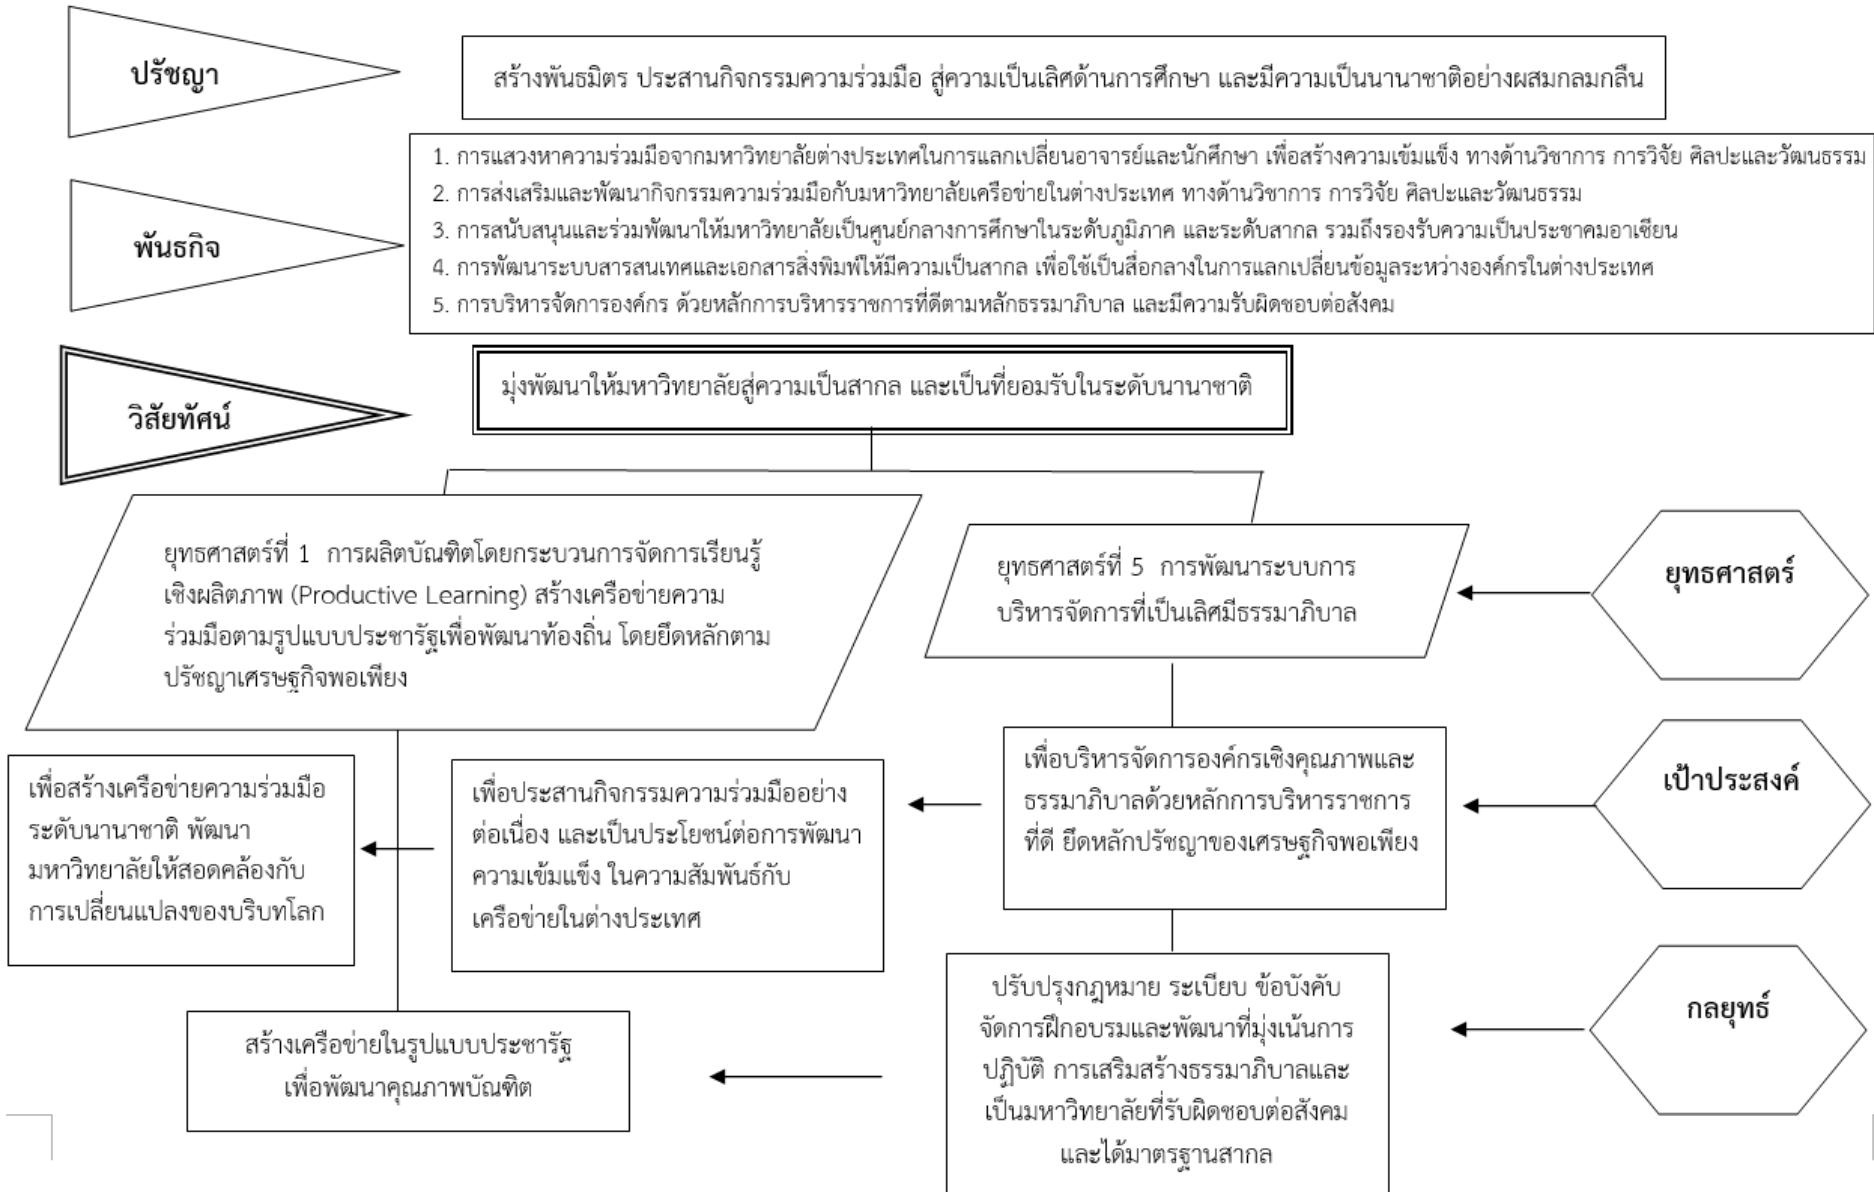 ปรัชญา
สร้างพันธมิตร ประสานกิจกรรมความร่วมมือ สู่ความเป็นเลิศด้านการศึกษา และมีความเป็นนานาชาติอย่างผสมกลมกลืน
พันธกิจ
1. การแสวงหาความร่วมมือจากมหาวิทยาลัยต่างประเทศในการแลกเปลี่ยนอาจารย์และนักศึกษา เพื่อสร้างความเข้มแข็ง ทางด้านวิชาการ การวิจัย ศิลปะและวัฒนธรรม
2. การส่งเสริมและพัฒนากิจกรรมความร่วมมือกับมหาวิทยาลัยเครือข่ายในต่างประเทศ ทางด้านวิชาการ การวิจัย ศิลปะและวัฒนธรรม
3. การสนับสนุนและร่วมพัฒนาให้มหาวิทยาลัยเป็นศูนย์กลางการศึกษาในระดับภูมิภาค และระดับสากล รวมถึงรองรับความเป็นประชาคมอาเซียน
4. การพัฒนาระบบสารสนเทศและเอกสารสิ่งพิมพ์ให้มีความเป็นสากล เพื่อใช้เป็นสื่อกลางในการแลกเปลี่ยนข้อมูลระหว่างองค์กรในต่างประเทศ
5. การบริหารจัดการองค์กร ด้วยหลักการบริหารราชการที่ดีตามหลักธรรมาภิบาล และมีความรับผิดชอบต่อสังคม
วิสัยทัศน์
มุ่งพัฒนาให้มหาวิทยาลัยสู่ความเป็นสากล และเป็นที่ยอมรับในระดับนานาชาติ
ยุทธศาสตร์ที่ 1 การผลิตบัณฑิตโดยกระบวนการจัดการเรียนรู้
เชิงผลิตภาพ (Productive Learning) สร้างเครือข่ายความ
ร่วมมือตามรูปแบบประชารัฐเพื่อพัฒนาท้องถิ่น โดยยึดหลักตาม
ปรัชญาเศรษฐกิจพอเพียง
ยุทธศาสตร์ที่ 5 การพัฒนาระบบการ
บริหารจัดการที่เป็นเลิศมีธรรมาภิบาล
ยุทธศาสตร์
เพื่อสร้างเครือข่ายความร่วมมือ
ระดับนานาชาติ พัฒนา
มหาวิทยาลัยให้สอดคล้องกับ
การเปลี่ยนแปลงของบริบทโลก
เพื่อประสานกิจกรรมความร่วมมืออย่าง
ต่อเนื่อง และเป็นประโยชน์ต่อการพัฒนา
ความเข้มแข็ง ในความสัมพันธ์กับ
เครือข่ายในต่างประเทศ
เพื่อบริหารจัดการองค์กรเชิงคุณภาพและ
ธรรมาภิบาลด้วยหลักการบริหารราชการ
ที่ดี ยึดหลักปรัชญาของเศรษฐกิจพอเพียง
เป้าประสงค์
สร้างเครือข่ายในรูปแบบประชารัฐ
เพื่อพัฒนาคุณภาพบัณฑิต
ปรับปรุงกฎหมาย ระเบียบ ข้อบังคับ
จัดการฝึกอบรมและพัฒนาที่มุ่งเน้นการ
ปฏิบัติ การเสริมสร้างธรรมาภิบาลและ
เป็นมหาวิทยาลัยที่รับผิดชอบต่อสังคม
และได้มาตรฐานสากล
กลยุทธ์